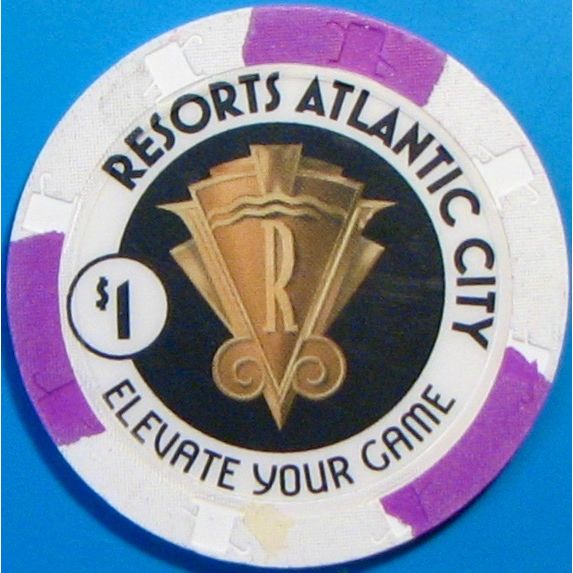 RESORTS ATLANTIC CITY
R
$1
ELEVATE YOUR GAME